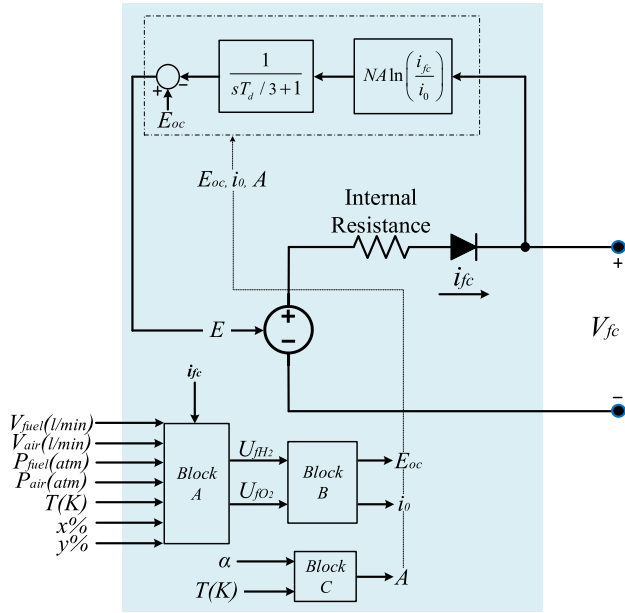 1
sT_d / 3+1
NA ln(i_fc / i_0)
+
−
E_oc
E_oc, i_0, A
Internal
Resistance
i_fc
+
V_fc
−
E
+
−
i_fc
V_fuel(l/min)
V_air(l/min)
P_fuel(atm)
P_air(atm)
T(K)
x%
y%
Block
A
U_fH2
U_fO2
Block
B
E_oc
i_0
α
T(K)
Block
C
A